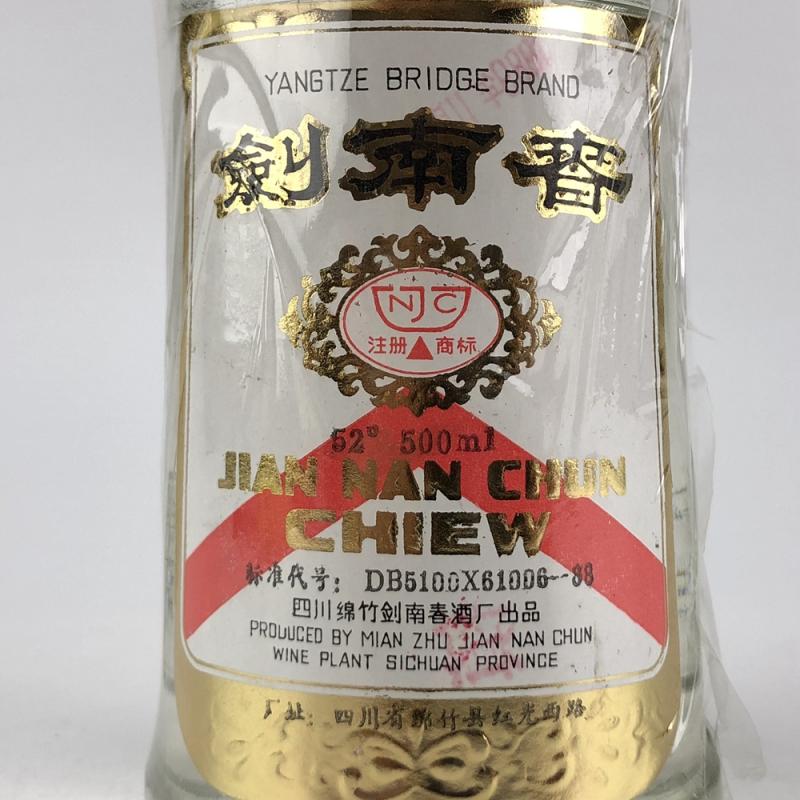 YANGTZE BRIDGE BRAND
劍南春
NJC
注册 商标
52° 500ml
JIAN NAN CHUN
CHIEW
标准代号：DB5100X61006--88
四川绵竹剑南春酒厂出品
PRODUCED BY MIAN ZHU JIAN NAN CHUN
WINE PLANT SICHUAN PROVINCE
厂址：四川省绵竹县红光西路